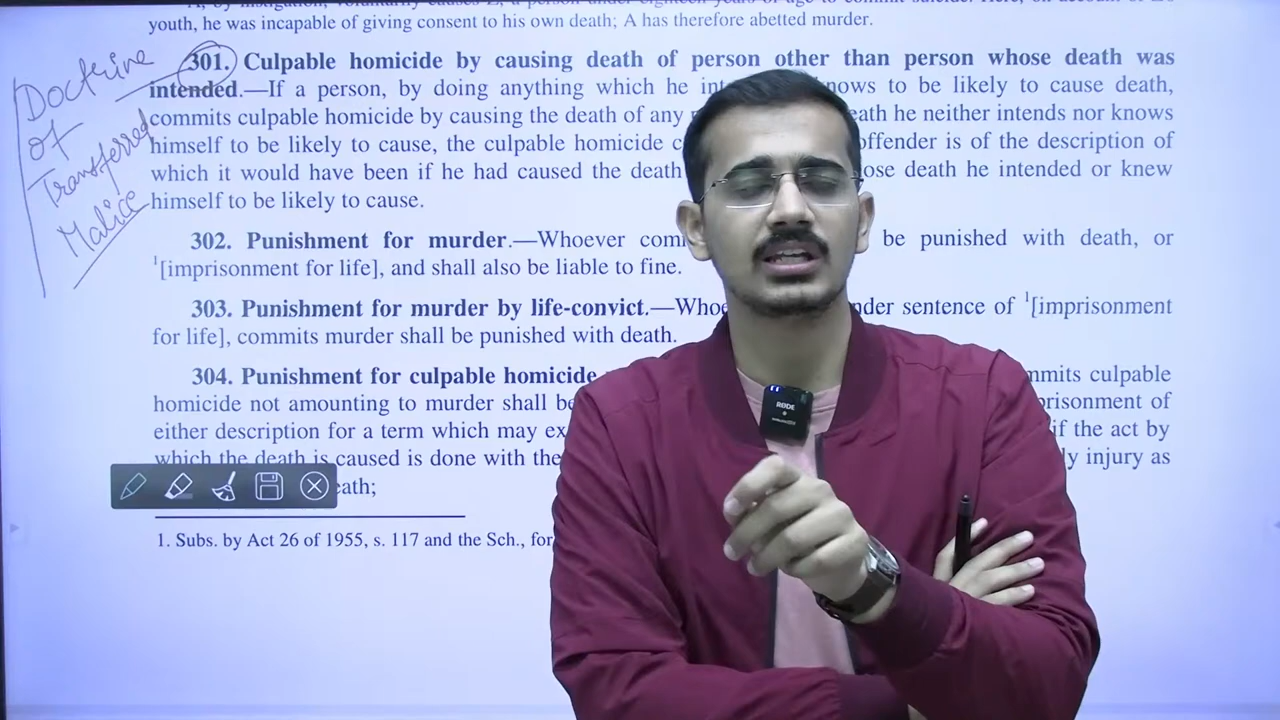 youth, he was incapable of giving consent to his own death; A has therefore abetted murder.
Doctrine
of
Transferred
Malice
301. Culpable homicide by causing death of person other than person whose death was
intended.—If a person, by doing anything which he nows to be likely to cause death,
commits culpable homicide by causing the death of any eath he neither intends nor knows
himself to be likely to cause, the culpable homicide c offender is of the description of
which it would have been if he had caused the death ose death he intended or knew
himself to be likely to cause.
302. Punishment for murder.—Whoever com be punished with death, or
1[imprisonment for life], and shall also be liable to fine.
303. Punishment for murder by life-convict.—Whoe nder sentence of 1[imprisonment
for life], commits murder shall be punished with death.
304. Punishment for culpable homicide mmits culpable
homicide not amounting to murder shall be prisonment of
either description for a term which may ex if the act by
which the death is caused is done with the ly injury as
eath;
1. Subs. by Act 26 of 1955, s. 117 and the Sch., for
RØDE